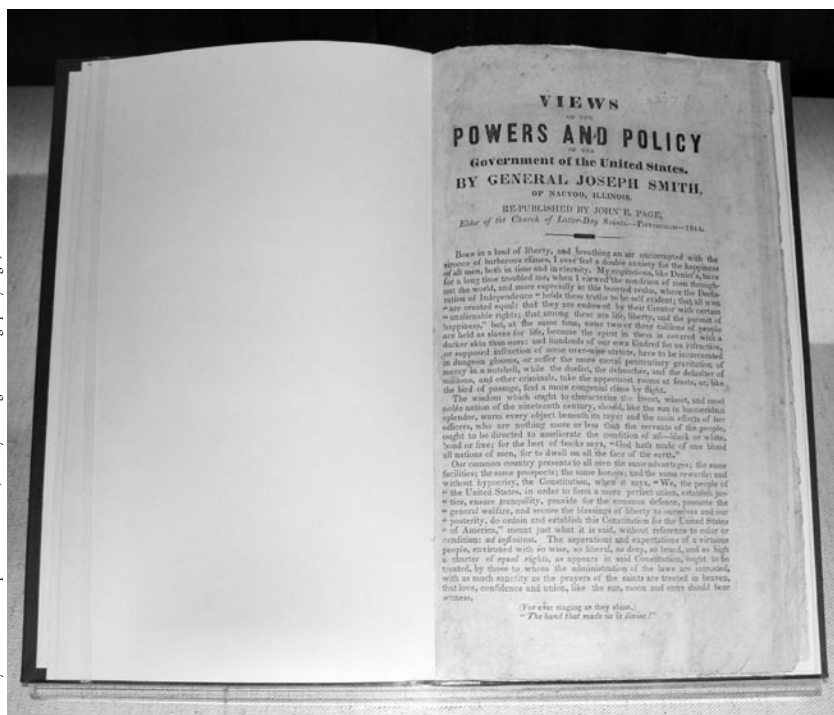 VIEWS
OF THE
POWERS AND POLICY
OF THE
Government of the United States.
BY GENERAL JOSEPH SMITH,
OF NAUVOO, ILLINOIS.
RE-PUBLISHED BY JOHN E. PAGE,
Elder of the Church of Latter-Day Saints—PITTSBURGH—1844.
BORN in a land of liberty, and breathing an air uncorrupted with the
sirocco of barbarous climes, I ever feel a double anxiety for the happiness
of all men, both in time and in eternity. My cogitations, like Daniel's, have
for a long time troubled me, when I viewed the condition of men through-
out the world, and more especially in this boasted realm, where the Decla-
ration of Independence "holds these truths to be self evident; that all men
"are created equal: that they are endowed by their Creator with certain
"unalienable rights; that among these are life, liberty, and the pursuit of
happiness," but, at the same time, some two or three millions of people
are held as slaves for life, because the spirit in them is covered with a
darker skin than ours: and hundreds of our own kindred for an infraction,
or supposed infraction of some over-wise statute, have to be incarcerated
in dungeon glooms, or suffer the more moral penitentiary gravitation of
mercy in a nutshell, while the duelist, the debauchee, and the defaulter of
millions, and other criminals, take the uppermost rooms at feasts, or, like
the bird of passage, find a more congenial clime by flight.
The wisdom which ought to characterize the freest, wisest, and most
noble nation of the nineteenth century, should, like the sun in his meridian
splendor, warm every object beneath its rays: and the main efforts of her
officers, who are nothing more or less than the servants of the people,
ought to be directed to ameliorate the condition of all—black or white,
bond or free; for the best of books says, "God hath made of one blood
all nations of men, for to dwell on all the face of the earth."
Our common country presents to all men the same advantages; the same
facilities; the same prospects; the same honors; and the same rewards: and
without hypocrisy, the Constitution, when it says, "We, the people of
"the United States, in order to form a more perfect union, establish jus-
"tice, ensure tranquility, provide for the common defence, promote the
"general welfare, and secure the blessings of liberty to ourselves and our
"posterity, do ordain and establish this Constitution for the United States
"of America," meant just what it is said, without reference to color or
condition: ad infinitum. The asperations and expectations of a virtuous
people, environed with so wise, so liberal, so deep, so broad, and so high
a charter of equal rights, as appears in said Constitution, ought to be
treated, by those to whom the administration of the laws are intrusted,
with as much sanctity as the prayers of the saints are treated in heaven,
that love, confidence and union, like the sun, moon and stars should bear
witness,
(For ever singing as they shine,)
"The hand that made us is divine!"